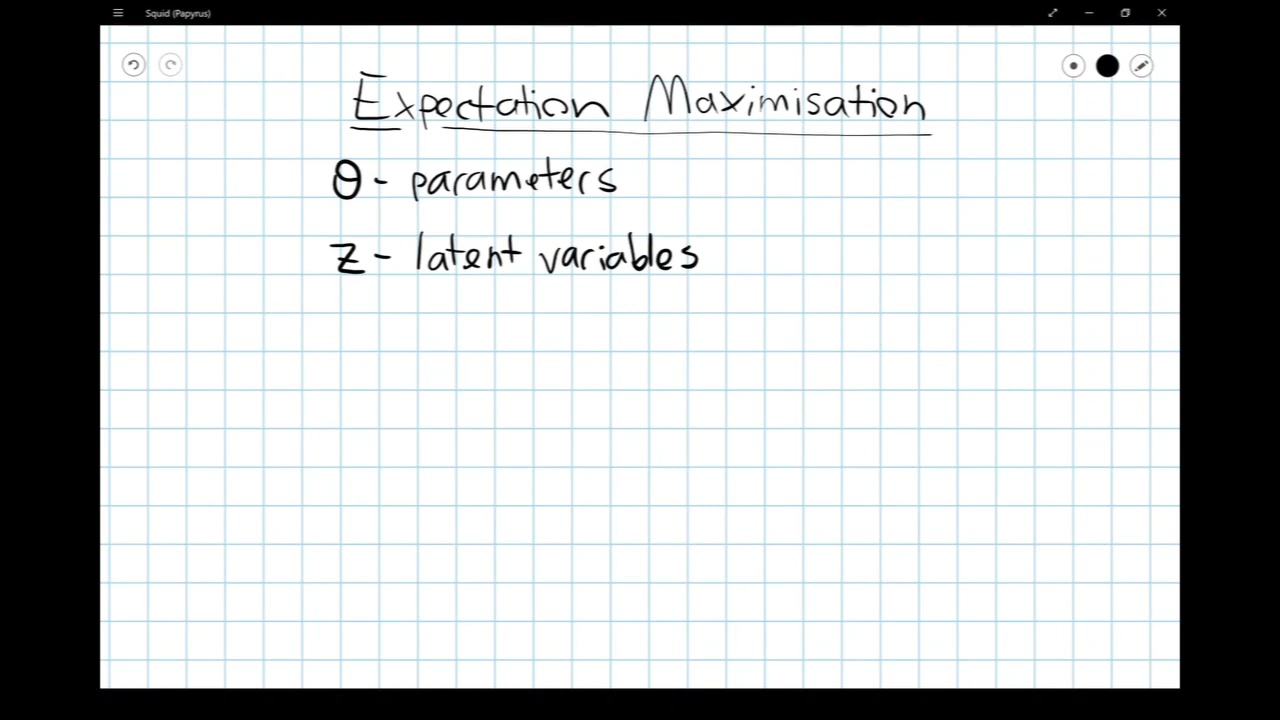 Squid (Papyrus)
Expectation Maximisation
θ - parameters
z - latent variables